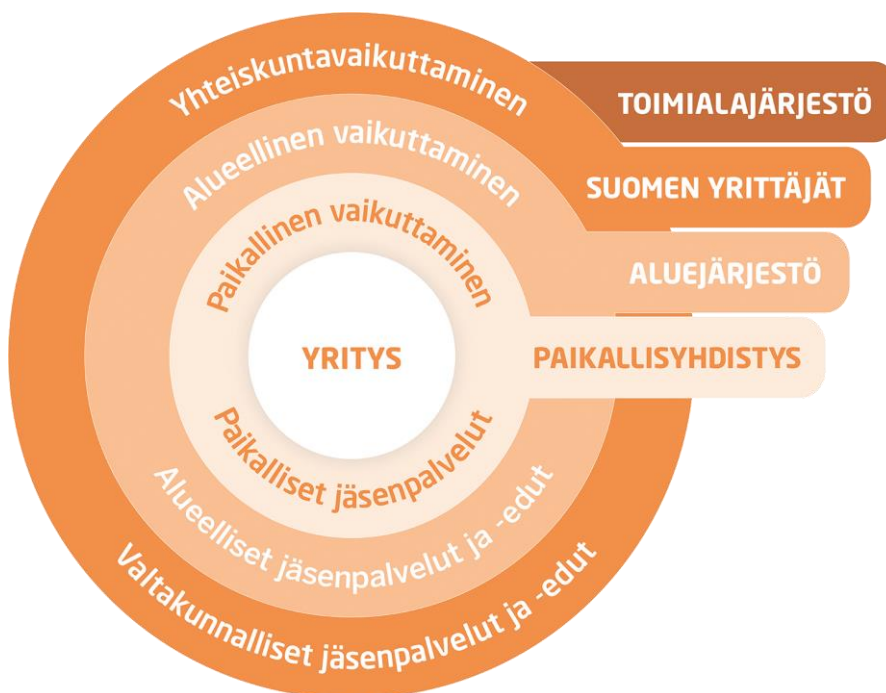 Yhteiskuntavaikuttaminen
TOIMIALAJÄRJESTÖ
Alueellinen vaikuttaminen
SUOMEN YRITTÄJÄT
Paikallinen vaikuttaminen
ALUEJÄRJESTÖ
YRITYS
PAIKALLISYHDISTYS
Paikalliset jäsenpalvelut
Alueelliset jäsenpalvelut ja -edut
Valtakunnalliset jäsenpalvelut ja -edut